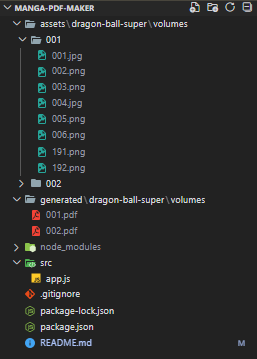 MANGA-PDF-MAKER
assets\dragon-ball-super\volumes
001
001.jpg
002.png
003.png
004.jpg
005.png
006.png
191.png
192.png
002
generated\dragon-ball-super\volumes
001.pdf
002.pdf
node_modules
src
app.js
.gitignore
package-lock.json
package.json
README.md M